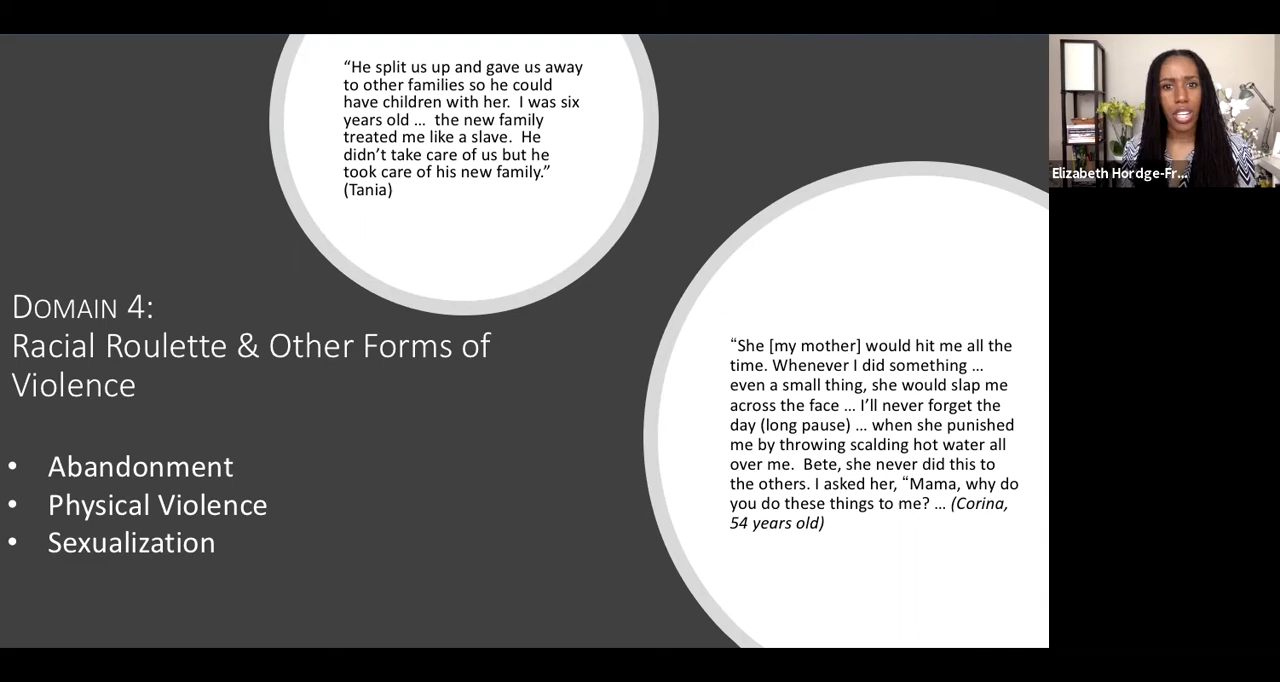 “He split us up and gave us away
to other families so he could
have children with her.  I was six
years old …  the new family
treated me like a slave.  He
didn’t take care of us but he
took care of his new family.”
(Tania)
DOMAIN 4:
Racial Roulette & Other Forms of
Violence
• Abandonment
• Physical Violence
• Sexualization
“She [my mother] would hit me all the
time. Whenever I did something …
even a small thing, she would slap me
across the face … I’ll never forget the
day (long pause) … when she punished
me by throwing scalding hot water all
over me.  Bete, she never did this to
the others. I asked her, “Mama, why do
you do these things to me? … (Corina,
54 years old)
Elizabeth Hordge-Fr...